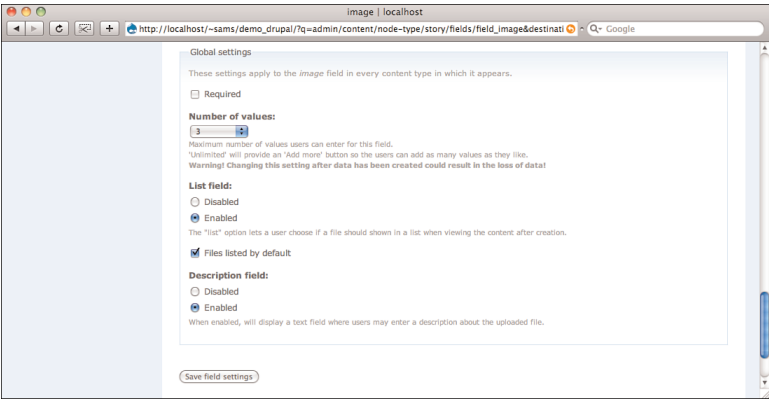 image | localhost
http://localhost/~sams/demo_drupal/?q=admin/content/node-type/story/fields/field_image&destinati
Google
Global settings
These settings apply to the image field in every content type in which it appears.
Required
Number of values:
3
Maximum number of values users can enter for this field.
'Unlimited' will provide an 'Add more' button so the users can add as many values as they like.
Warning! Changing this setting after data has been created could result in the loss of data!
List field:
Disabled
Enabled
The "list" option lets a user choose if a file should shown in a list when viewing the content after creation.
Files listed by default
Description field:
Disabled
Enabled
When enabled, will display a text field where users may enter a description about the uploaded file.
Save field settings